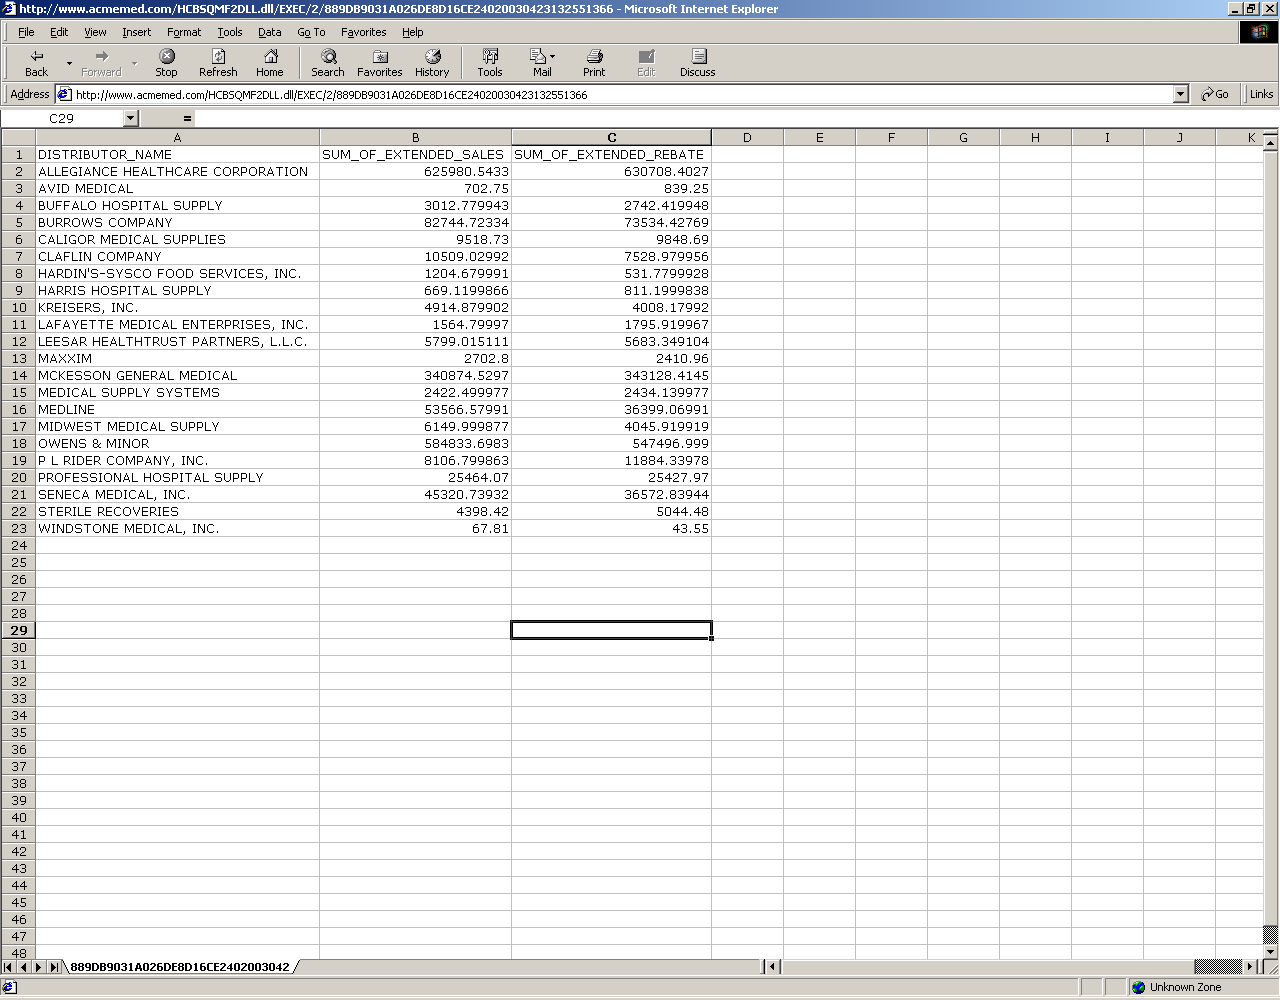 http://www.acmemed.com/HCBSQMF2DLL.dll/EXEC/2/889DB9031A026DE8D16CE24020030423132551366 - Microsoft Internet Explorer
File Edit View Insert Format Tools Data Go To Favorites Help
Back Forward Stop Refresh Home Search Favorites History Tools Mail Print Edit Discuss
Address http://www.acmemed.com/HCBSQMF2DLL.dll/EXEC/2/889DB9031A026DE8D16CE24020030423132551366 Go Links
C29 =
A B C D E F G H I J K
1 DISTRIBUTOR_NAME SUM_OF_EXTENDED_SALES SUM_OF_EXTENDED_REBATE
2 ALLEGIANCE HEALTHCARE CORPORATION 625980.5433 630708.4027
3 AVID MEDICAL 702.75 839.25
4 BUFFALO HOSPITAL SUPPLY 3012.779943 2742.419948
5 BURROWS COMPANY 82744.72334 73534.42769
6 CALIGOR MEDICAL SUPPLIES 9518.73 9848.69
7 CLAFLIN COMPANY 10509.02992 7528.979956
8 HARDIN'S-SYSCO FOOD SERVICES, INC. 1204.679991 531.7799928
9 HARRIS HOSPITAL SUPPLY 669.1199866 811.1999838
10 KREISERS, INC. 4914.879902 4008.17992
11 LAFAYETTE MEDICAL ENTERPRISES, INC. 1564.79997 1795.919967
12 LEESAR HEALTHTRUST PARTNERS, L.L.C. 5799.015111 5683.349104
13 MAXXIM 2702.8 2410.96
14 MCKESSON GENERAL MEDICAL 340874.5297 343128.4145
15 MEDICAL SUPPLY SYSTEMS 2422.499977 2434.139977
16 MEDLINE 53566.57991 36399.06991
17 MIDWEST MEDICAL SUPPLY 6149.999877 4045.919919
18 OWENS & MINOR 584833.6983 547496.999
19 P L RIDER COMPANY, INC. 8106.799863 11884.33978
20 PROFESSIONAL HOSPITAL SUPPLY 25464.07 25427.97
21 SENECA MEDICAL, INC. 45320.73932 36572.83944
22 STERILE RECOVERIES 4398.42 5044.48
23 WINDSTONE MEDICAL, INC. 67.81 43.55
24
25
26
27
28
29
30
31
32
33
34
35
36
37
38
39
40
41
42
43
44
45
46
47
48
889DB9031A026DE8D16CE2402003042
Unknown Zone